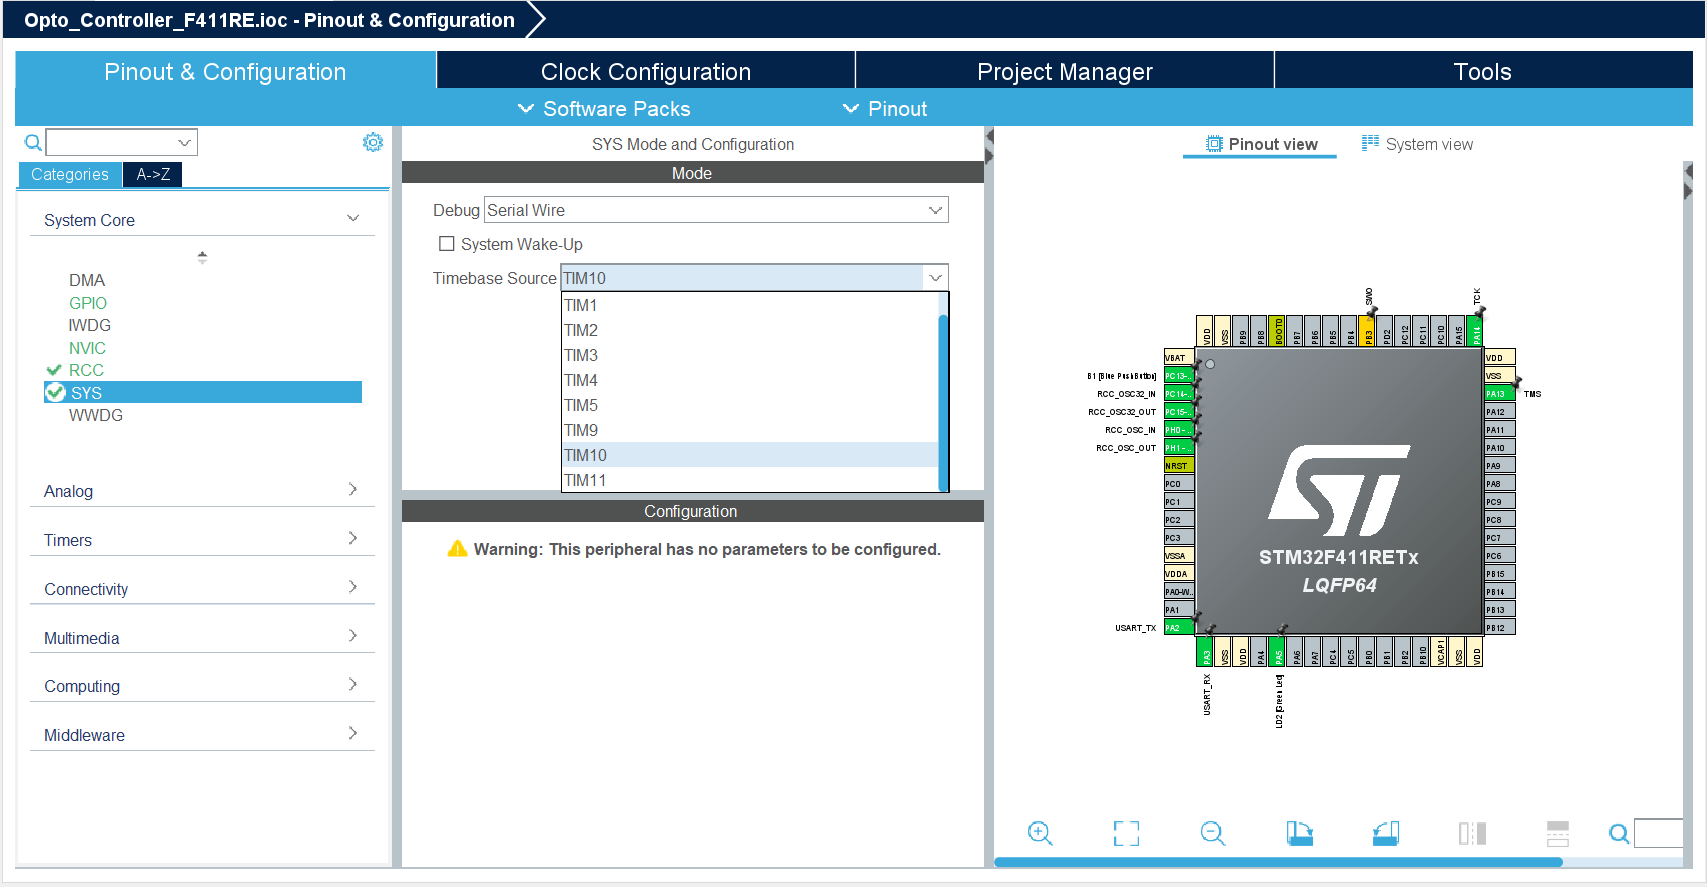 Opto_Controller_F411RE.ioc - Pinout & Configuration
Pinout & Configuration
Clock Configuration
Project Manager
Tools
Software Packs
Pinout
Categories
A->Z
System Core
DMA
GPIO
IWDG
NVIC
RCC
SYS
WWDG
Analog
Timers
Connectivity
Multimedia
Computing
Middleware
SYS Mode and Configuration
Mode
Debug Serial Wire
System Wake-Up
Timebase Source TIM10
TIM1
TIM2
TIM3
TIM4
TIM5
TIM9
TIM10
TIM11
Configuration
Warning: This peripheral has no parameters to be configured.
Pinout view
System view
SWO
TCK
VDD
VSS
PB9
PB8
BOOT0
PB7
PB6
PB5
PB4
PB3
PD2
PC12
PC11
PC10
PA15
PA14
VBAT
B1 [Blue PushButton] PC13-..
RCC_OSC32_IN PC14-..
RCC_OSC32_OUT PC15-..
RCC_OSC_IN PH0-..
RCC_OSC_OUT PH1-..
NRST
PC0
PC1
PC2
PC3
VSSA
VDDA
PA0-W..
PA1
USART_TX PA2
STM32F411RETx
LQFP64
VDD
VSS
PA13 TMS
PA12
PA11
PA10
PA9
PA8
PC9
PC8
PC7
PC6
PB15
PB14
PB13
PB12
PA3
VSS
VDD
PA4
PA5
PA6
PA7
PC4
PC5
PB0
PB1
PB2
PB10
VCAP1
VSS
VDD
USART_RX
LD2 [Green Led]